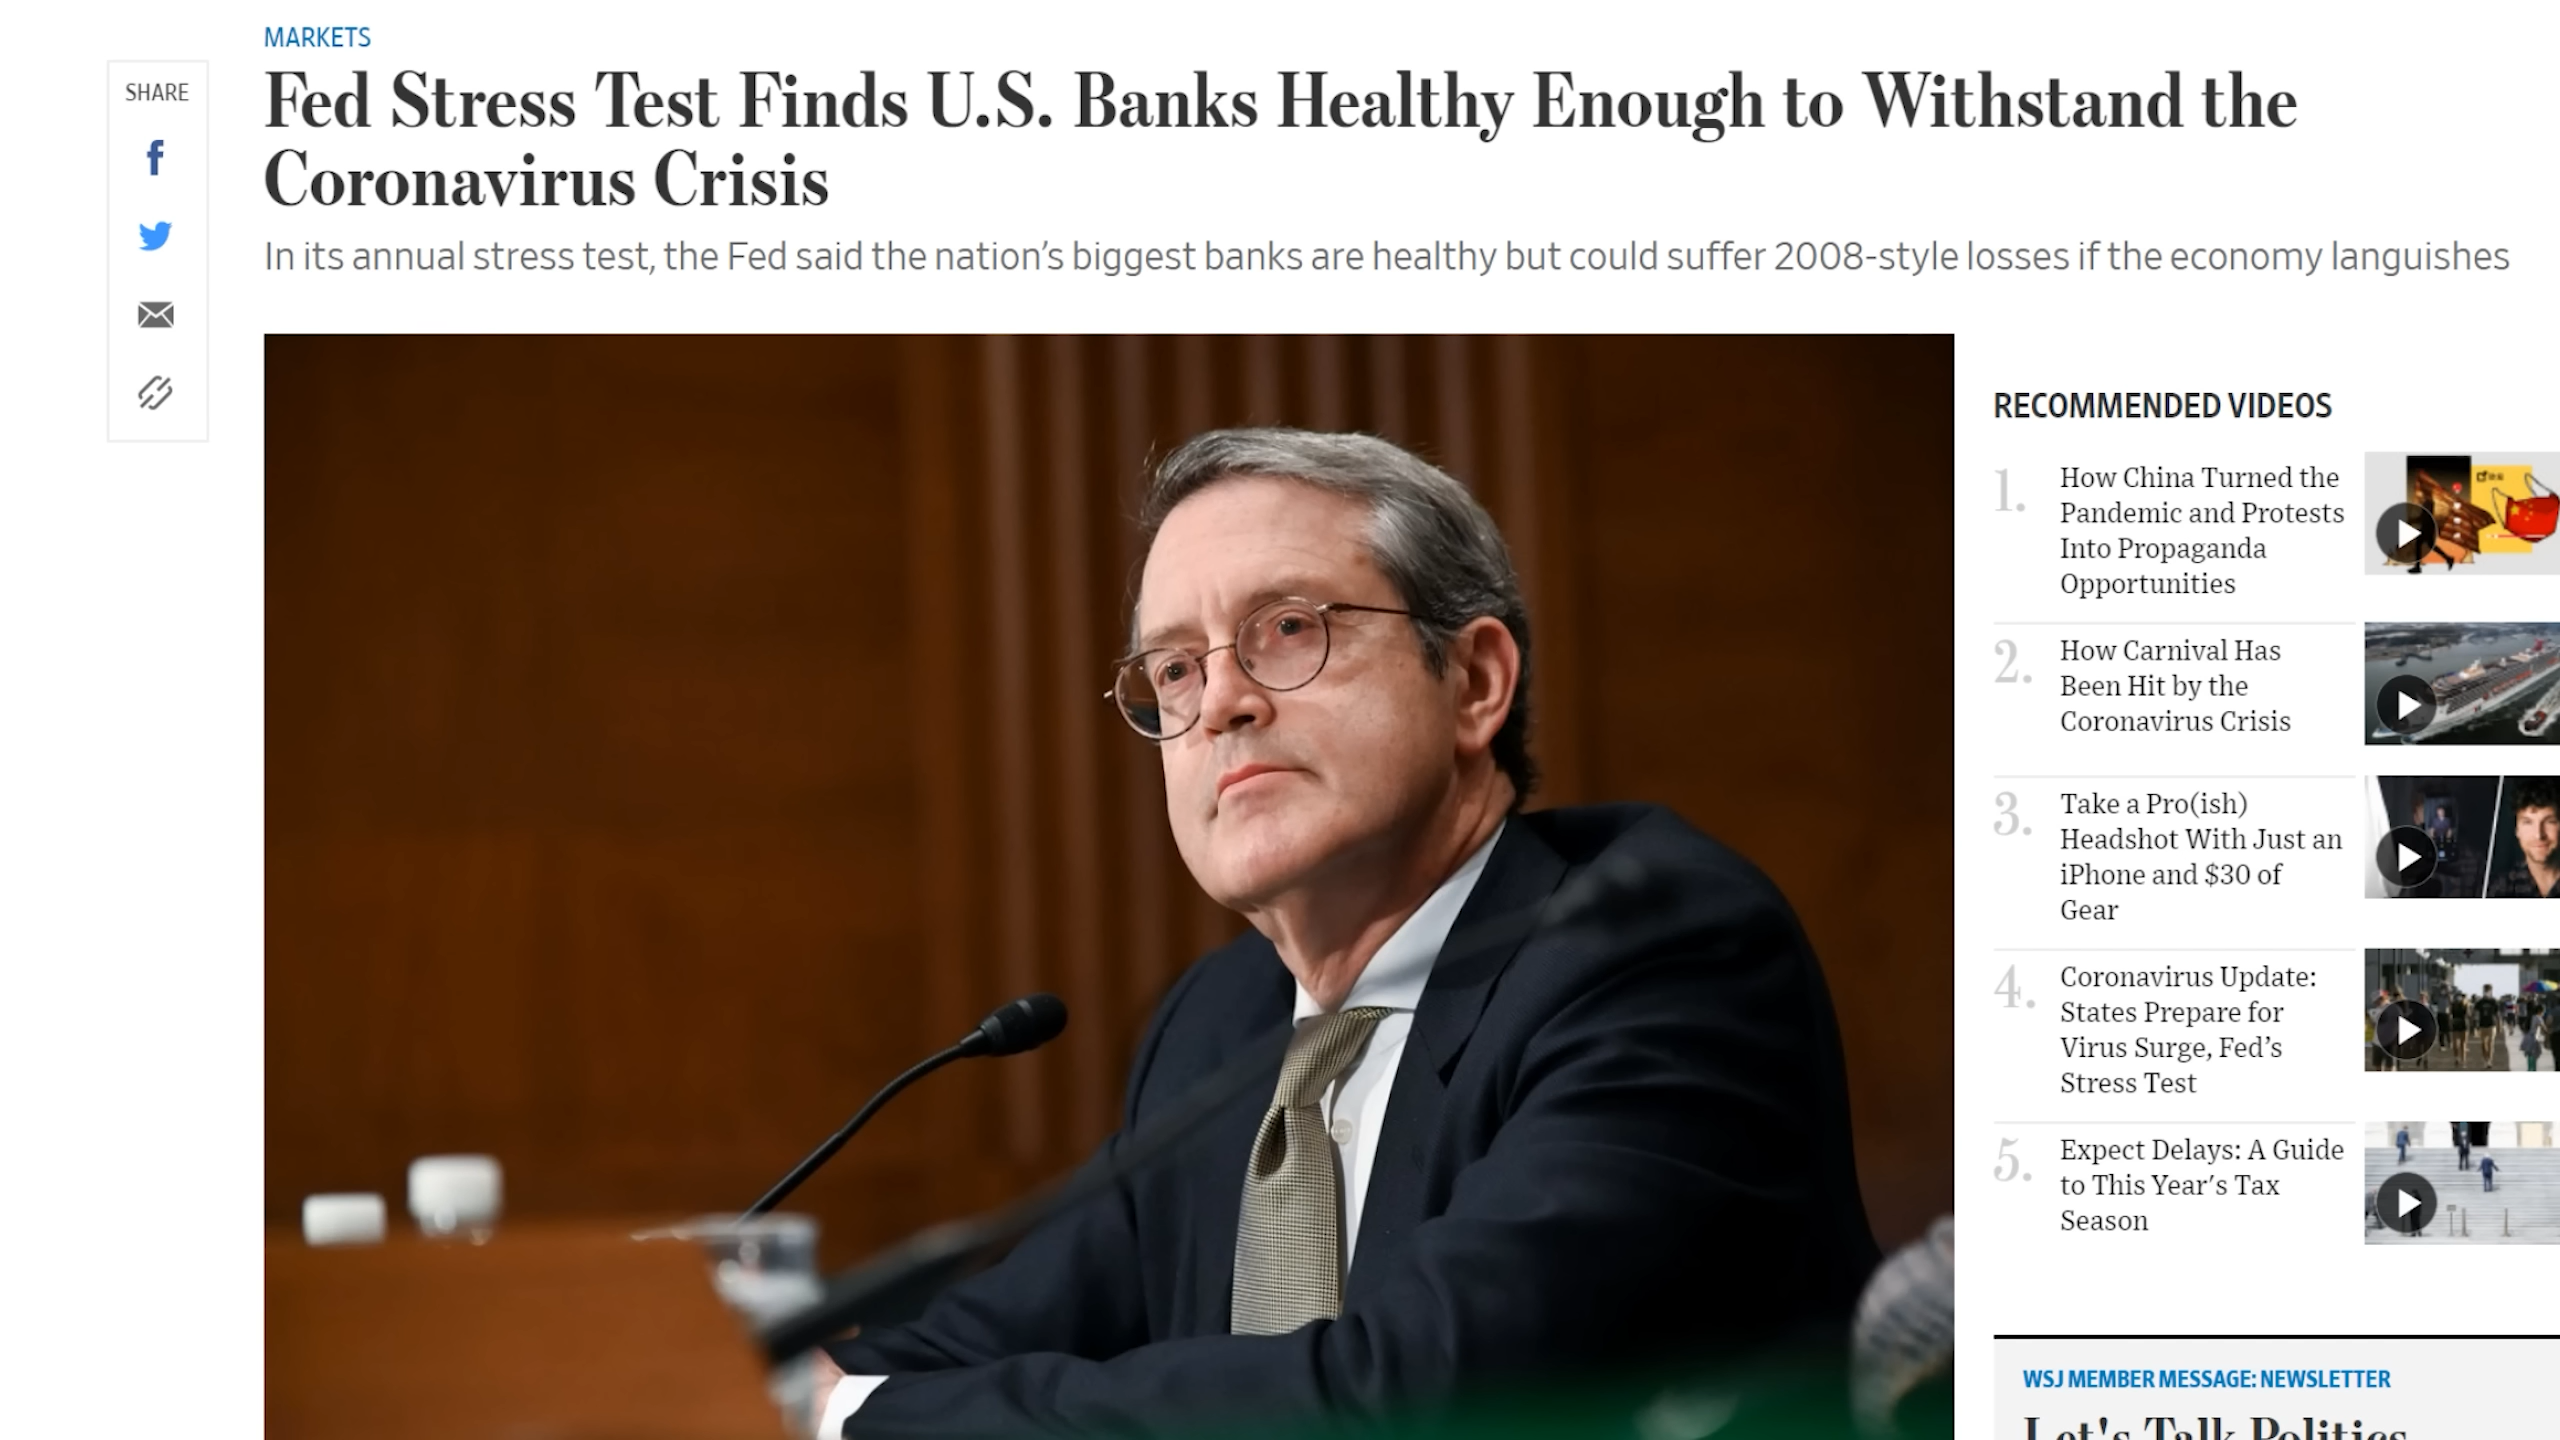 MARKETS
SHARE
Fed Stress Test Finds U.S. Banks Healthy Enough to Withstand the
Coronavirus Crisis
In its annual stress test, the Fed said the nation’s biggest banks are healthy but could suffer 2008-style losses if the economy languishes
RECOMMENDED VIDEOS
1. How China Turned the
Pandemic and Protests
Into Propaganda
Opportunities
2. How Carnival Has
Been Hit by the
Coronavirus Crisis
3. Take a Pro(ish)
Headshot With Just an
iPhone and $30 of
Gear
4. Coronavirus Update:
States Prepare for
Virus Surge, Fed’s
Stress Test
5. Expect Delays: A Guide
to This Year’s Tax
Season
WSJ MEMBER MESSAGE: NEWSLETTER
Let's Talk Politics